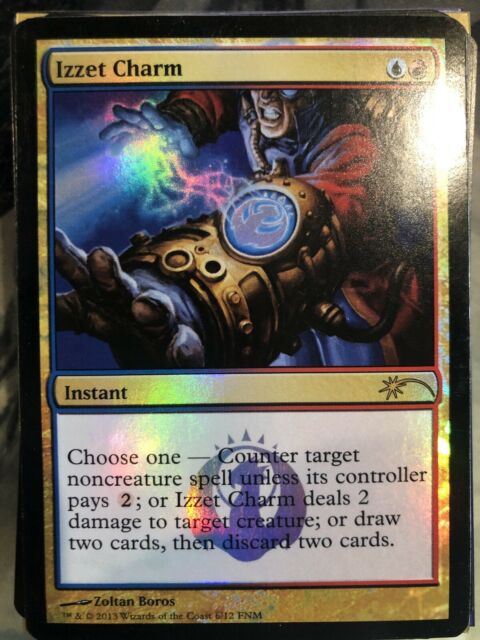 Izzet Charm
Instant
Choose one — Counter target
noncreature spell unless its controller
pays 2; or Izzet Charm deals 2
damage to target creature; or draw
two cards, then discard two cards.
Zoltan Boros
™ & © 2013 Wizards of the Coast 6/12 FNM